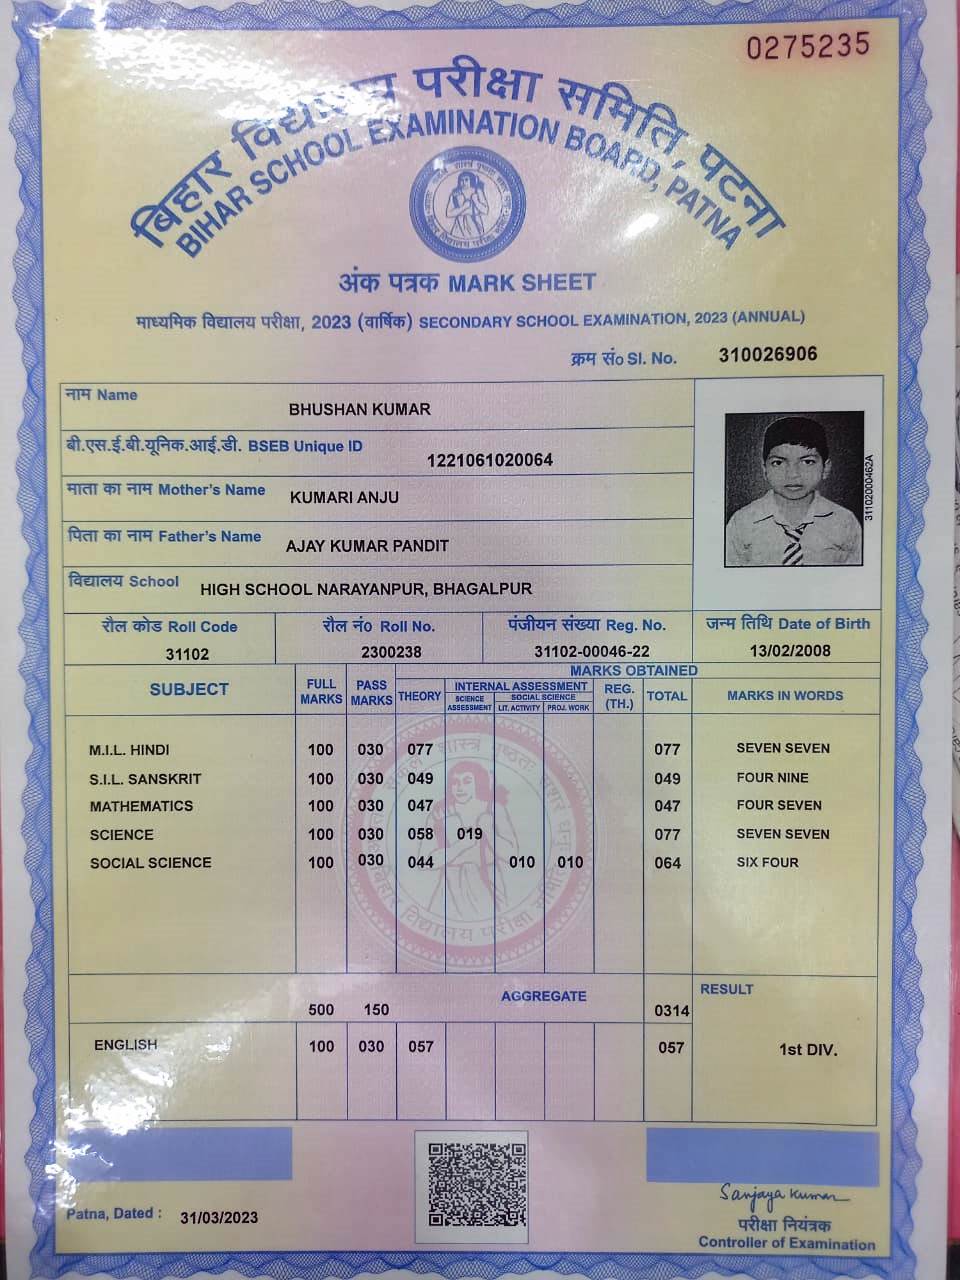 0275235
बिहार विद्यालय परीक्षा समिति, पटना
BIHAR SCHOOL EXAMINATION BOARD, PATNA
अंक पत्रक MARK SHEET
माध्यमिक विद्यालय परीक्षा, 2023 (वार्षिक) SECONDARY SCHOOL EXAMINATION, 2023 (ANNUAL)
क्रम सं० Sl. No. 310026906
नाम Name
BHUSHAN KUMAR
बी.एस.ई.बी.यूनिक.आई.डी. BSEB Unique ID
1221061020064
माता का नाम Mother's Name KUMARI ANJU
पिता का नाम Father's Name AJAY KUMAR PANDIT
विद्यालय School HIGH SCHOOL NARAYANPUR, BHAGALPUR
31102000462A
रौल कोड Roll Code रौल नं० Roll No. पंजीयन संख्या Reg. No. जन्म तिथि Date of Birth
31102 2300238 31102-00046-22 13/02/2008
MARKS OBTAINED
SUBJECT FULL MARKS PASS MARKS THEORY INTERNAL ASSESSMENT REG. (TH.) TOTAL MARKS IN WORDS
SCIENCE ASSESSMENT SOCIAL SCIENCE
LIT. ACTIVITY PROJ. WORK
M.I.L. HINDI 100 030 077 077 SEVEN SEVEN
S.I.L. SANSKRIT 100 030 049 049 FOUR NINE
MATHEMATICS 100 030 047 047 FOUR SEVEN
SCIENCE 100 030 058 019 077 SEVEN SEVEN
SOCIAL SCIENCE 100 030 044 010 010 064 SIX FOUR
500 150 AGGREGATE 0314 RESULT
ENGLISH 100 030 057 057 1st DIV.
Patna, Dated : 31/03/2023
Sanjaya Kumar
परीक्षा नियंत्रक
Controller of Examination